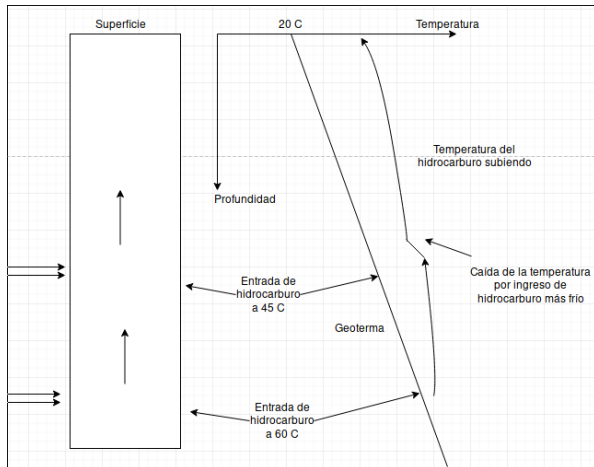 Superficie
20 C
Temperatura
Temperatura del
hidrocarburo subiendo
Profundidad
Caída de la temperatura
por ingreso de
hidrocarburo más frío
Entrada de
hidrocarburo
a 45 C
Geoterma
Entrada de
hidrocarburo
a 60 C